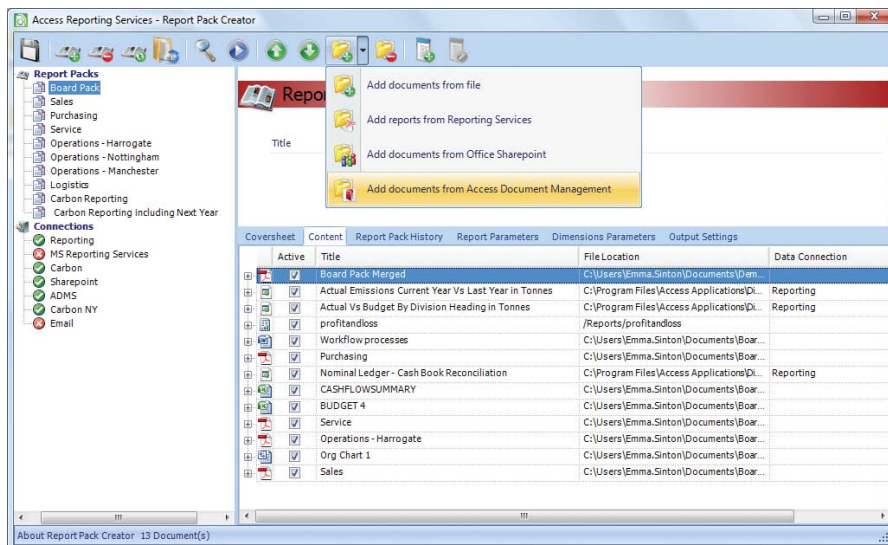 Access Reporting Services - Report Pack Creator
Report Packs
Board Pack
Sales
Purchasing
Service
Operations - Harrogate
Operations - Nottingham
Operations - Manchester
Logistics
Carbon Reporting
Carbon Reporting including Next Year
Connections
Reporting
MS Reporting Services
Carbon
Sharepoint
ADMS
Carbon NY
Email
Repo
Title
Add documents from file
Add reports from Reporting Services
Add documents from Office Sharepoint
Add documents from Access Document Management
Coversheet Content Report Pack History Report Parameters Dimensions Parameters Output Settings
Active Title File Location Data Connection
Board Pack Merged C:\Users\Emma.Sinton\Documents\Dem...
Actual Emissions Current Year Vs Last Year in Tonnes C:\Program Files\Access Applications\Di... Reporting
Actual Vs Budget By Division Heading in Tonnes C:\Program Files\Access Applications\Di... Reporting
profitandloss /Reports/profitandloss
Workflow processes C:\Users\Emma.Sinton\Documents\Boar...
Purchasing C:\Users\Emma.Sinton\Documents\Boar...
Nominal Ledger - Cash Book Reconciliation C:\Program Files\Access Applications\Di... Reporting
CASHFLOWSUMMARY C:\Users\Emma.Sinton\Documents\Boar...
BUDGET 4 C:\Users\Emma.Sinton\Documents\Boar...
Service C:\Users\Emma.Sinton\Documents\Boar...
Operations - Harrogate C:\Users\Emma.Sinton\Documents\Boar...
Org Chart 1 C:\Users\Emma.Sinton\Documents\Boar...
Sales C:\Users\Emma.Sinton\Documents\Boar...
About Report Pack Creator 13 Document(s)